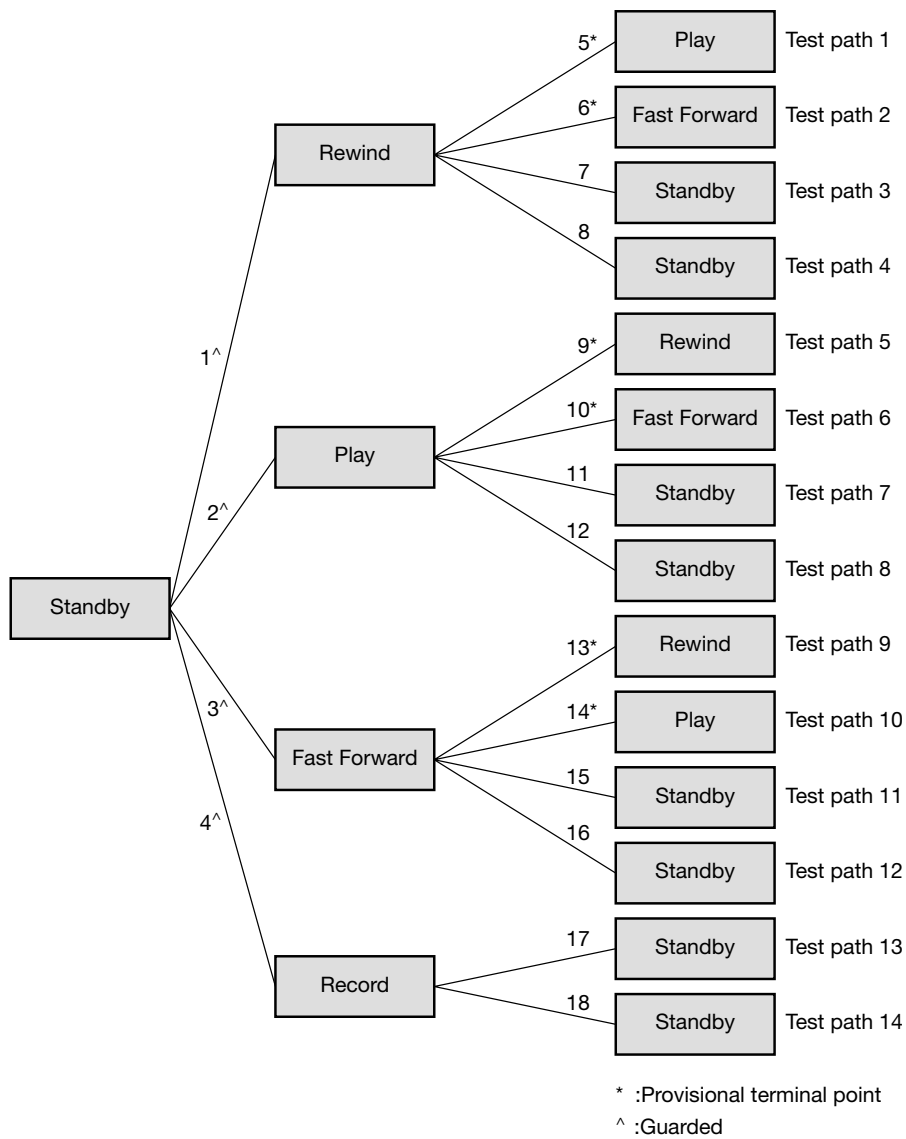 5* Play Test path 1
6* Fast Forward Test path 2
Rewind
7 Standby Test path 3
8 Standby Test path 4
1^
9* Rewind Test path 5
10* Fast Forward Test path 6
Play
11 Standby Test path 7
2^
12 Standby Test path 8
Standby
13* Rewind Test path 9
3^
14* Play Test path 10
Fast Forward
15 Standby Test path 11
4^
16 Standby Test path 12
17 Standby Test path 13
Record
18 Standby Test path 14
* :Provisional terminal point
^ :Guarded